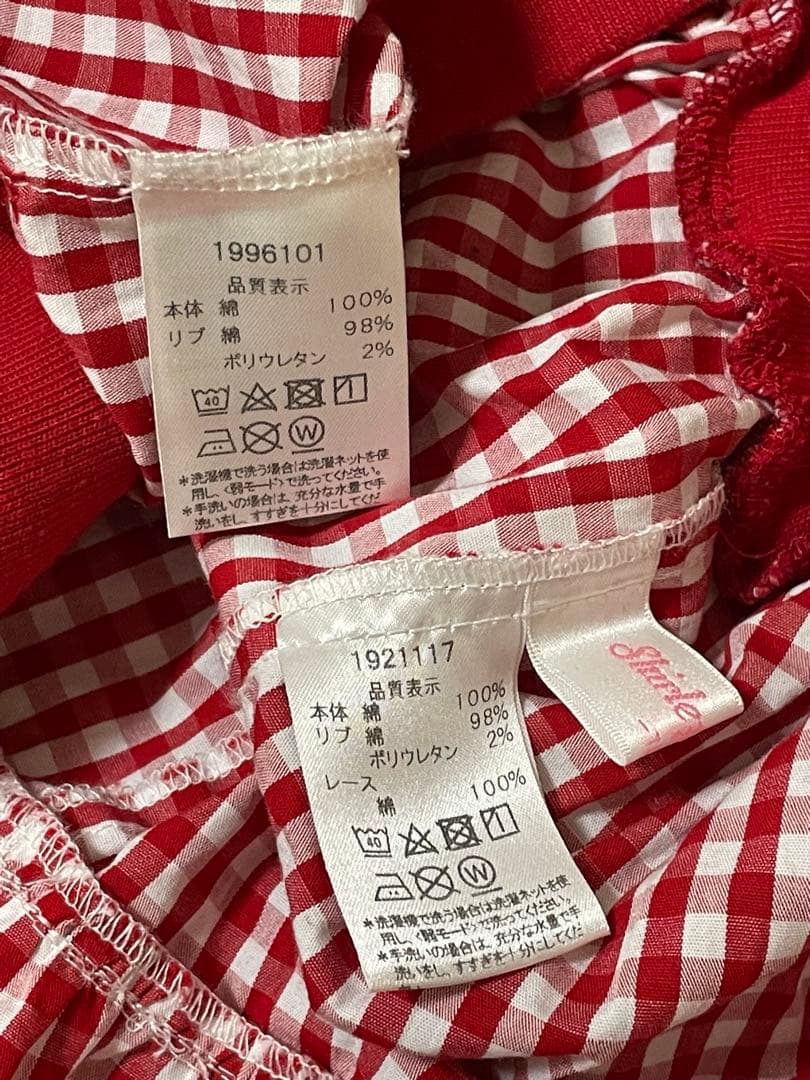 1996101
品質表示
本体 綿 100%
リブ 綿 98%
ポリウレタン 2%
40
W
*洗濯機で洗う場合は洗濯ネットを使
用し、〈弱モード〉で洗ってください。
*手洗いの場合は、充分な水量で手
洗いをし、すすぎを十分にしてくだ
1921117
品質表示
本体 綿 100%
リブ 綿 98%
ポリウレタン 2%
レース
綿 100%
40
W
*洗濯機で洗う場合は洗濯ネットを使
用し、〈弱モード〉で洗ってください。
*手洗いの場合は、充分な水量で手
洗いをし、すすぎを十分にしてくだ
Shirle